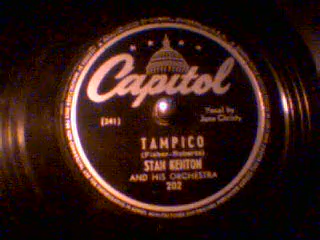 Capitol
(341)
Vocal by
June Christy
TAMPICO
(Fisher-Roberts)
STAN KENTON
AND HIS ORCHESTRA
202